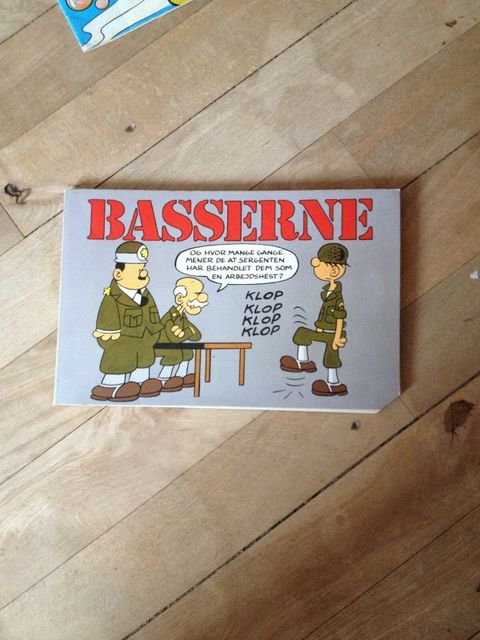 BASSERNE
OG HVOR MANGE GANGE
MENER DE AT SERGENTEN
HAR BEHANDLET DEM SOM
EN ARBEJDSHEST?
KLOP
KLOP
KLOP
KLOP